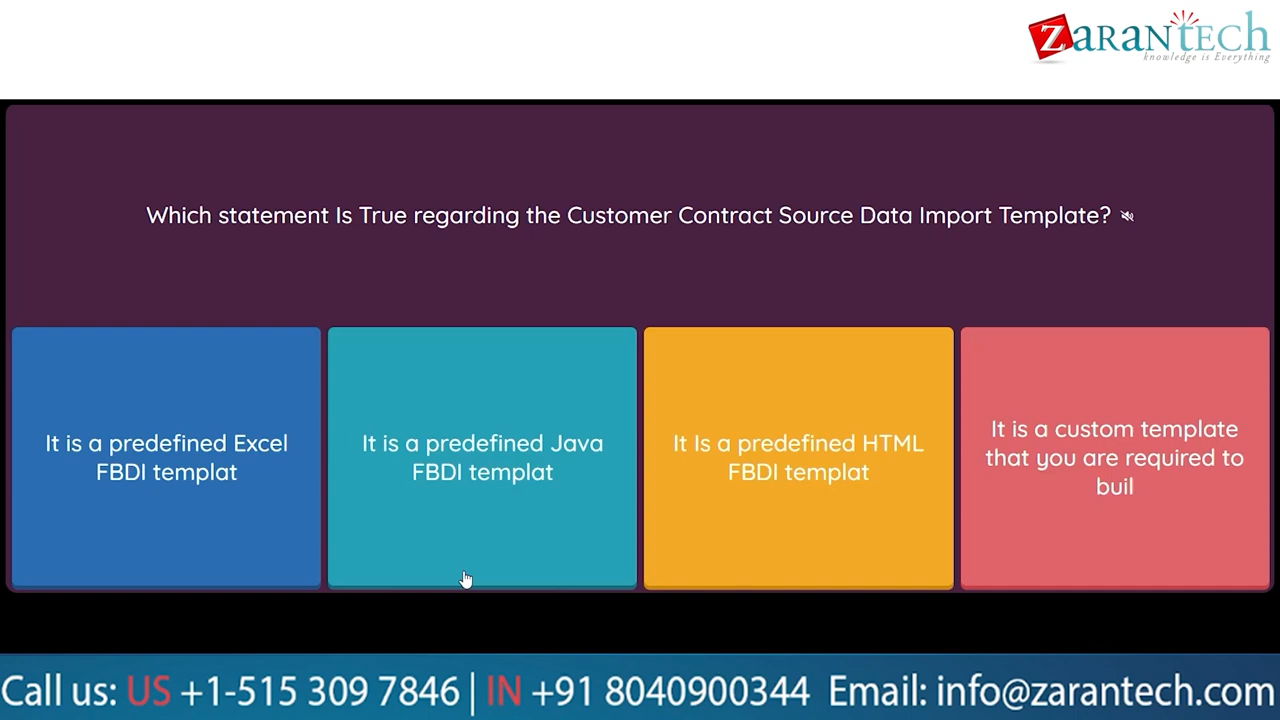 ZARANTECH
knowledge is Everything
Which statement Is True regarding the Customer Contract Source Data Import Template?
It is a predefined Excel
FBDI templat
It is a predefined Java
FBDI templat
It Is a predefined HTML
FBDI templat
It is a custom template
that you are required to
buil
Call us: US +1-515 309 7846 | IN +91 8040900344 Email: info@zarantech.com